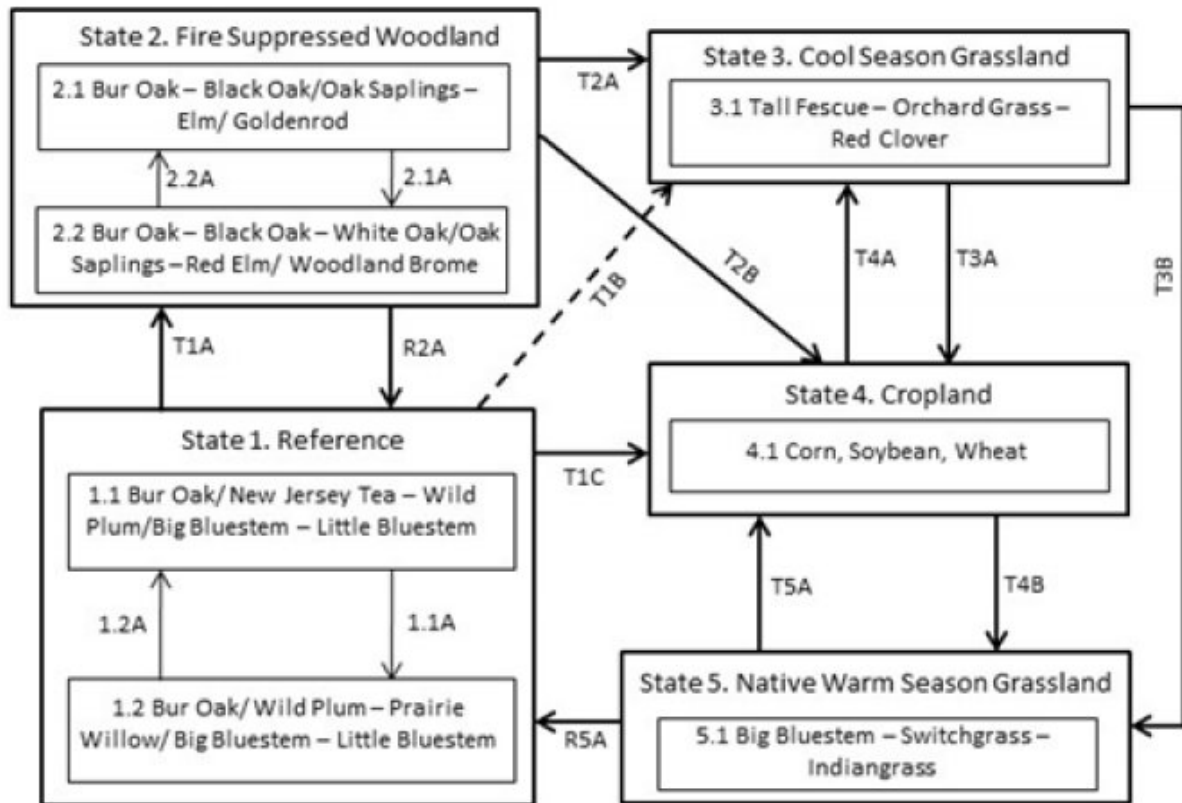 State 2. Fire Suppressed Woodland
2.1 Bur Oak – Black Oak/Oak Saplings –
Elm/ Goldenrod
2.2A
2.1A
2.2 Bur Oak – Black Oak – White Oak/Oak
Saplings – Red Elm/ Woodland Brome
T2A
State 3. Cool Season Grassland
3.1 Tall Fescue – Orchard Grass –
Red Clover
T1A
R2A
T1B
T2B
T4A
T3A
T3B
State 1. Reference
1.1 Bur Oak/ New Jersey Tea – Wild
Plum/Big Bluestem – Little Bluestem
1.2A
1.1A
1.2 Bur Oak/ Wild Plum – Prairie
Willow/ Big Bluestem – Little Bluestem
T1C
State 4. Cropland
4.1 Corn, Soybean, Wheat
T5A
T4B
R5A
State 5. Native Warm Season Grassland
5.1 Big Bluestem – Switchgrass –
Indiangrass